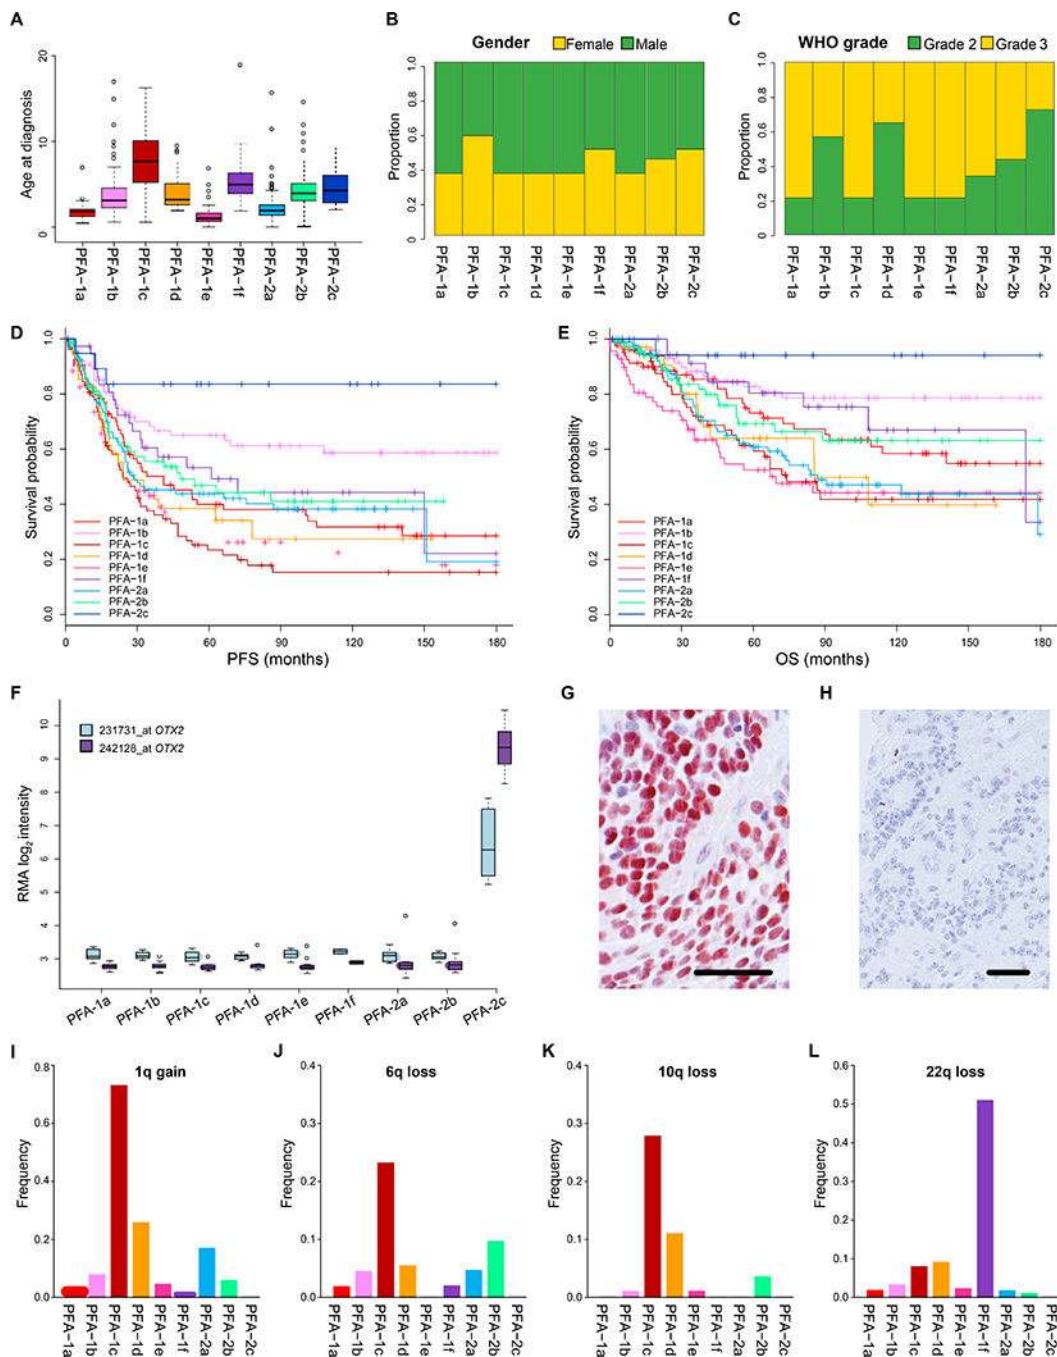 A
Age at diagnosis
20
10
0
PFA-1a
PFA-1b
PFA-1c
PFA-1d
PFA-1e
PFA-1f
PFA-2a
PFA-2b
PFA-2c
B
Gender
Female
Male
Proportion
1.0
0.8
0.6
0.4
0.2
0
PFA-1a
PFA-1b
PFA-1c
PFA-1d
PFA-1e
PFA-1f
PFA-2a
PFA-2b
PFA-2c
C
WHO grade
Grade 2
Grade 3
Proportion
1.0
0.8
0.6
0.4
0.2
0
PFA-1a
PFA-1b
PFA-1c
PFA-1d
PFA-1e
PFA-1f
PFA-2a
PFA-2b
PFA-2c
D
Survival probability
1.0
0.8
0.6
0.4
0.2
0.0
PFA-1a
PFA-1b
PFA-1c
PFA-1d
PFA-1e
PFA-1f
PFA-2a
PFA-2b
PFA-2c
0 30 60 90 120 150 180
PFS (months)
E
Survival probability
1.0
0.8
0.6
0.4
0.2
0.0
PFA-1a
PFA-1b
PFA-1c
PFA-1d
PFA-1e
PFA-1f
PFA-2a
PFA-2b
PFA-2c
0 30 60 90 120 150 180
OS (months)
F
231731_at OTX2
242128_at OTX2
RMA log2 intensity
10
9
8
7
6
5
4
3
PFA-1a
PFA-1b
PFA-1c
PFA-1d
PFA-1e
PFA-1f
PFA-2a
PFA-2b
PFA-2c
G
H
I
1q gain
Frequency
0.8
0.6
0.4
0.2
0.0
PFA-1a
PFA-1b
PFA-1c
PFA-1d
PFA-1e
PFA-1f
PFA-2a
PFA-2b
PFA-2c
J
6q loss
Frequency
0.4
0.3
0.2
0.1
0.0
PFA-1a
PFA-1b
PFA-1c
PFA-1d
PFA-1e
PFA-1f
PFA-2a
PFA-2b
PFA-2c
K
10q loss
Frequency
0.4
0.3
0.2
0.1
0.0
PFA-1a
PFA-1b
PFA-1c
PFA-1d
PFA-1e
PFA-1f
PFA-2a
PFA-2b
PFA-2c
L
22q loss
Frequency
0.6
0.5
0.4
0.3
0.2
0.1
0.0
PFA-1a
PFA-1b
PFA-1c
PFA-1d
PFA-1e
PFA-1f
PFA-2a
PFA-2b
PFA-2c